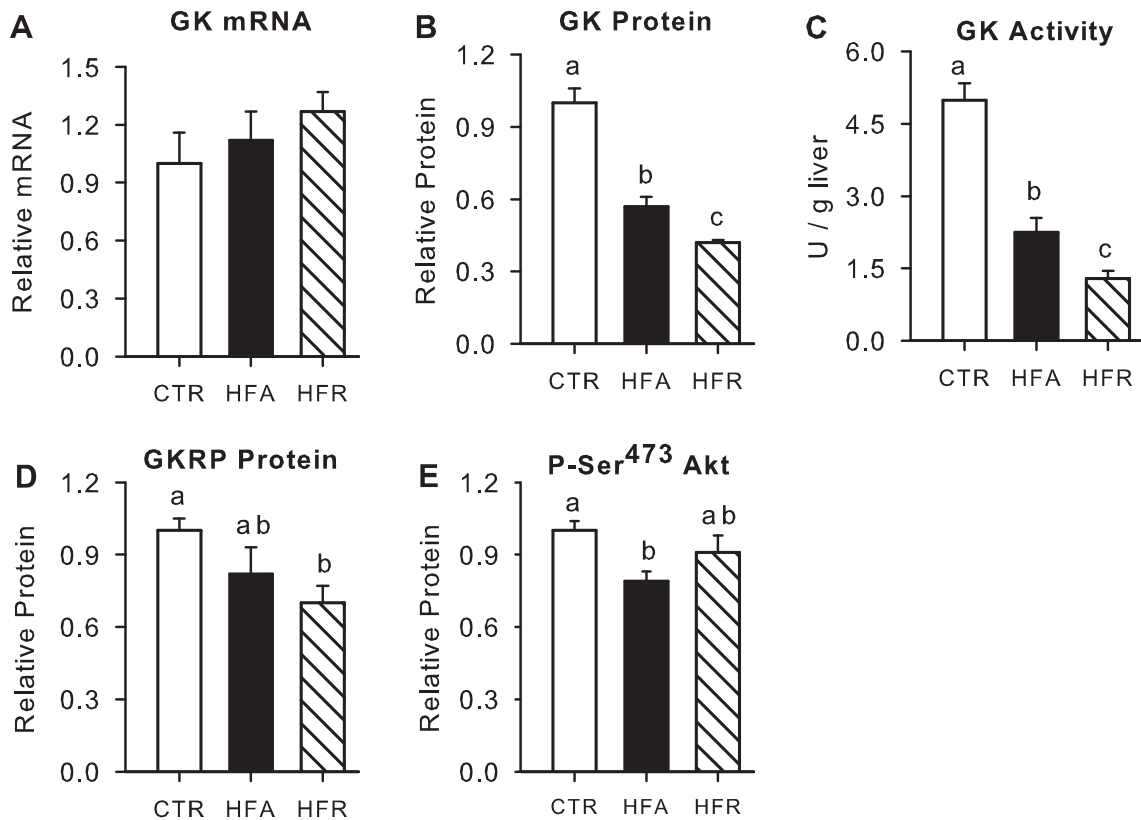 A GK mRNA
Relative mRNA
1.5
1.2
0.9
0.6
0.3
0.0
CTR HFA HFR
B GK Protein
Relative Protein
1.2
0.9
0.6
0.3
0.0
a
b
c
CTR HFA HFR
C GK Activity
U / g liver
6.0
4.5
3.0
1.5
0.0
a
b
c
CTR HFA HFR
D GKRP Protein
Relative Protein
1.2
0.9
0.6
0.3
0.0
a
a b
b
CTR HFA HFR
E P-Ser⁴⁷³ Akt
Relative Protein
1.2
0.9
0.6
0.3
0.0
a
b
a b
CTR HFA HFR